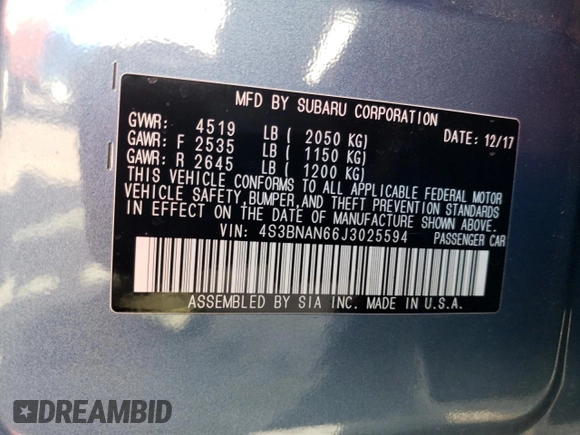 MFD BY SUBARU CORPORATION
GVWR: 4519 LB ( 2050 KG) DATE: 12/17
GAWR: F 2535 LB ( 1150 KG)
GAWR: R 2645 LB ( 1200 KG)
THIS VEHICLE CONFORMS TO ALL APPLICABLE FEDERAL MOTOR
VEHICLE SAFETY, BUMPER, AND THEFT PREVENTION STANDARDS
IN EFFECT ON THE DATE OF MANUFACTURE SHOWN ABOVE.
VIN: 4S3BNAN66J3025594 PASSENGER CAR
ASSEMBLED BY SIA INC. MADE IN U.S.A.
DREAMBID